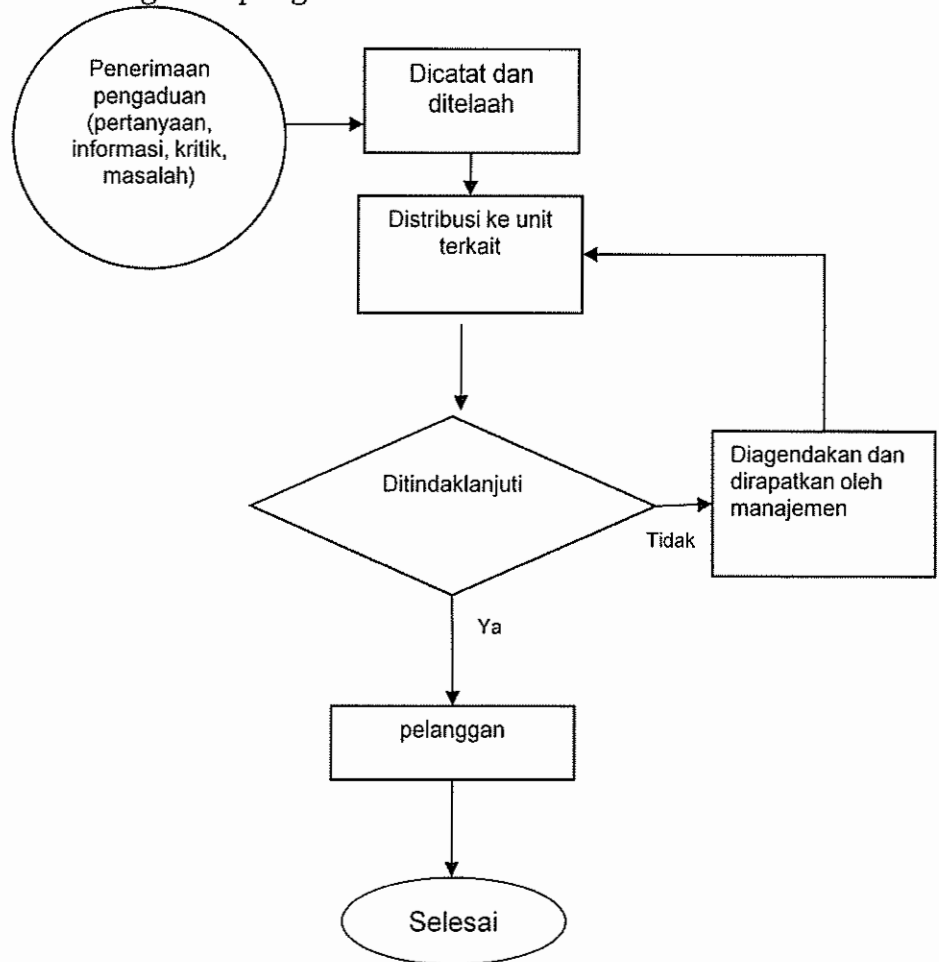 Penerimaan
pengaduan
(pertanyaan,
informasi, kritik,
masalah)
Dicatat dan
ditelaah
Distribusi ke unit
terkait
Ditindaklanjuti
Diagendakan dan
dirapatkan oleh
manajemen
Tidak
Ya
pelanggan
Selesai